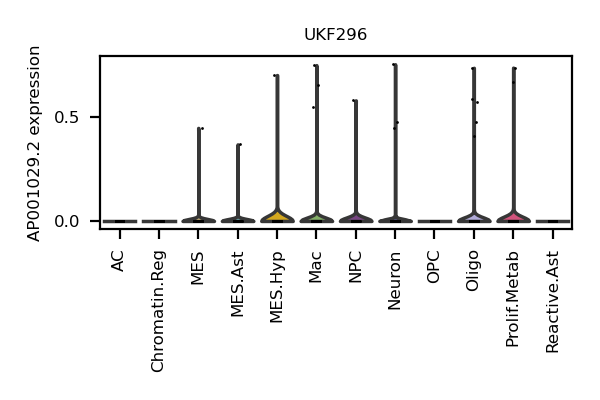 UKF296
AP001029.2 expression
0.5
0.0
AC
Chromatin.Reg
MES
MES.Ast
MES.Hyp
Mac
NPC
Neuron
OPC
Oligo
Prolif.Metab
Reactive.Ast